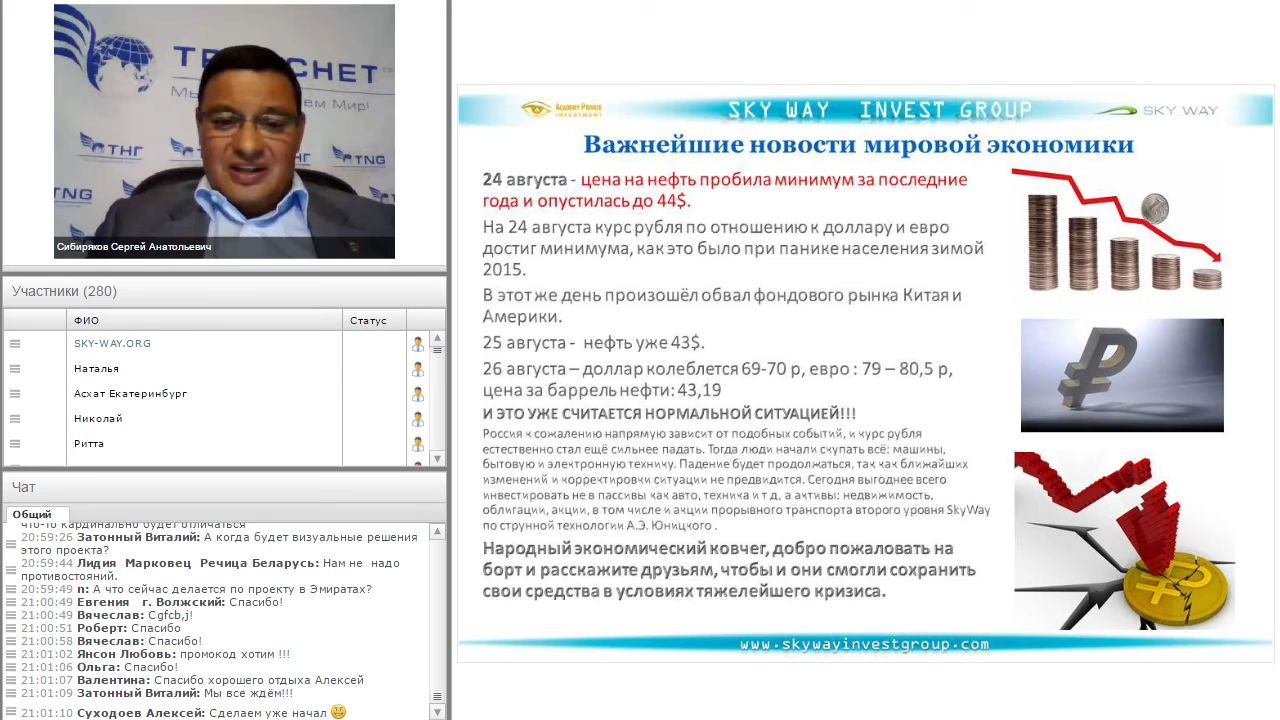 CHET
ТНГ
TNG
TNG
Сибиряков Сергей Анатольевич
Участники (280)
ФИО
Статус
SKY-WAY.ORG
Наталья
Асхат Екатеринбург
Николай
Ритта
Чат
Общий
что-то кардинально будет отличаться
20:59:26 Затонный Виталий: А когда будет визуальные решения
этого проекта?
20:59:44 Лидия Марковец Речица Беларусь: Нам не надо
противостояний.
20:59:49 n: А что сейчас делается по проекту в Эмиратах?
21:00:49 Евгения г. Волжский: Спасибо!
21:00:49 Вячеслав: Cgfcb,j!
21:00:51 Роберт: Спасибо
21:00:58 Вячеслав: Спасибо!
21:01:02 Янсон Любовь: промокод хотим !!!
21:01:06 Ольга: Спасибо!
21:01:07 Валентина: Спасибо хорошего отдыха Алексей
21:01:09 Затонный Виталий: Мы все ждём!!!
21:01:10 Суходоев Алексей: Сделаем уже начал
ACADEMY PRIVATE
INVESTMENT
SKY WAY INVEST GROUP
SKY WAY
Важнейшие новости мировой экономики
24 августа - цена на нефть пробила минимум за последние
года и опустилась до 44$.
На 24 августа курс рубля по отношению к доллару и евро
достиг минимума, как это было при панике населения зимой
2015.
В этот же день произошёл обвал фондового рынка Китая и
Америки.
25 августа - нефть уже 43$.
26 августа – доллар колеблется 69-70 р, евро : 79 – 80,5 р,
цена за баррель нефти: 43,19
И ЭТО УЖЕ СЧИТАЕТСЯ НОРМАЛЬНОЙ СИТУАЦИЕЙ!!!
Россия к сожалению напрямую зависит от подобных событий, и курс рубля
естественно стал ещё сильнее падать. Тогда люди начали скупать всё: машины,
бытовую и электронную технику. Падение будет продолжаться, так как ближайших
изменений и корректировки ситуации не предвидится. Сегодня выгоднее всего
инвестировать не в пассивы как авто, техника и т д, а активы: недвижимость,
облигации, акции, в том числе и акции прорывного транспорта второго уровня SkyWay
по струнной технологии А.Э. Юницкого .
Народный экономический ковчег, добро пожаловать на
борт и расскажите друзьям, чтобы и они смогли сохранить
свои средства в условиях тяжелейшего кризиса.
www.skywayinvestgroup.com